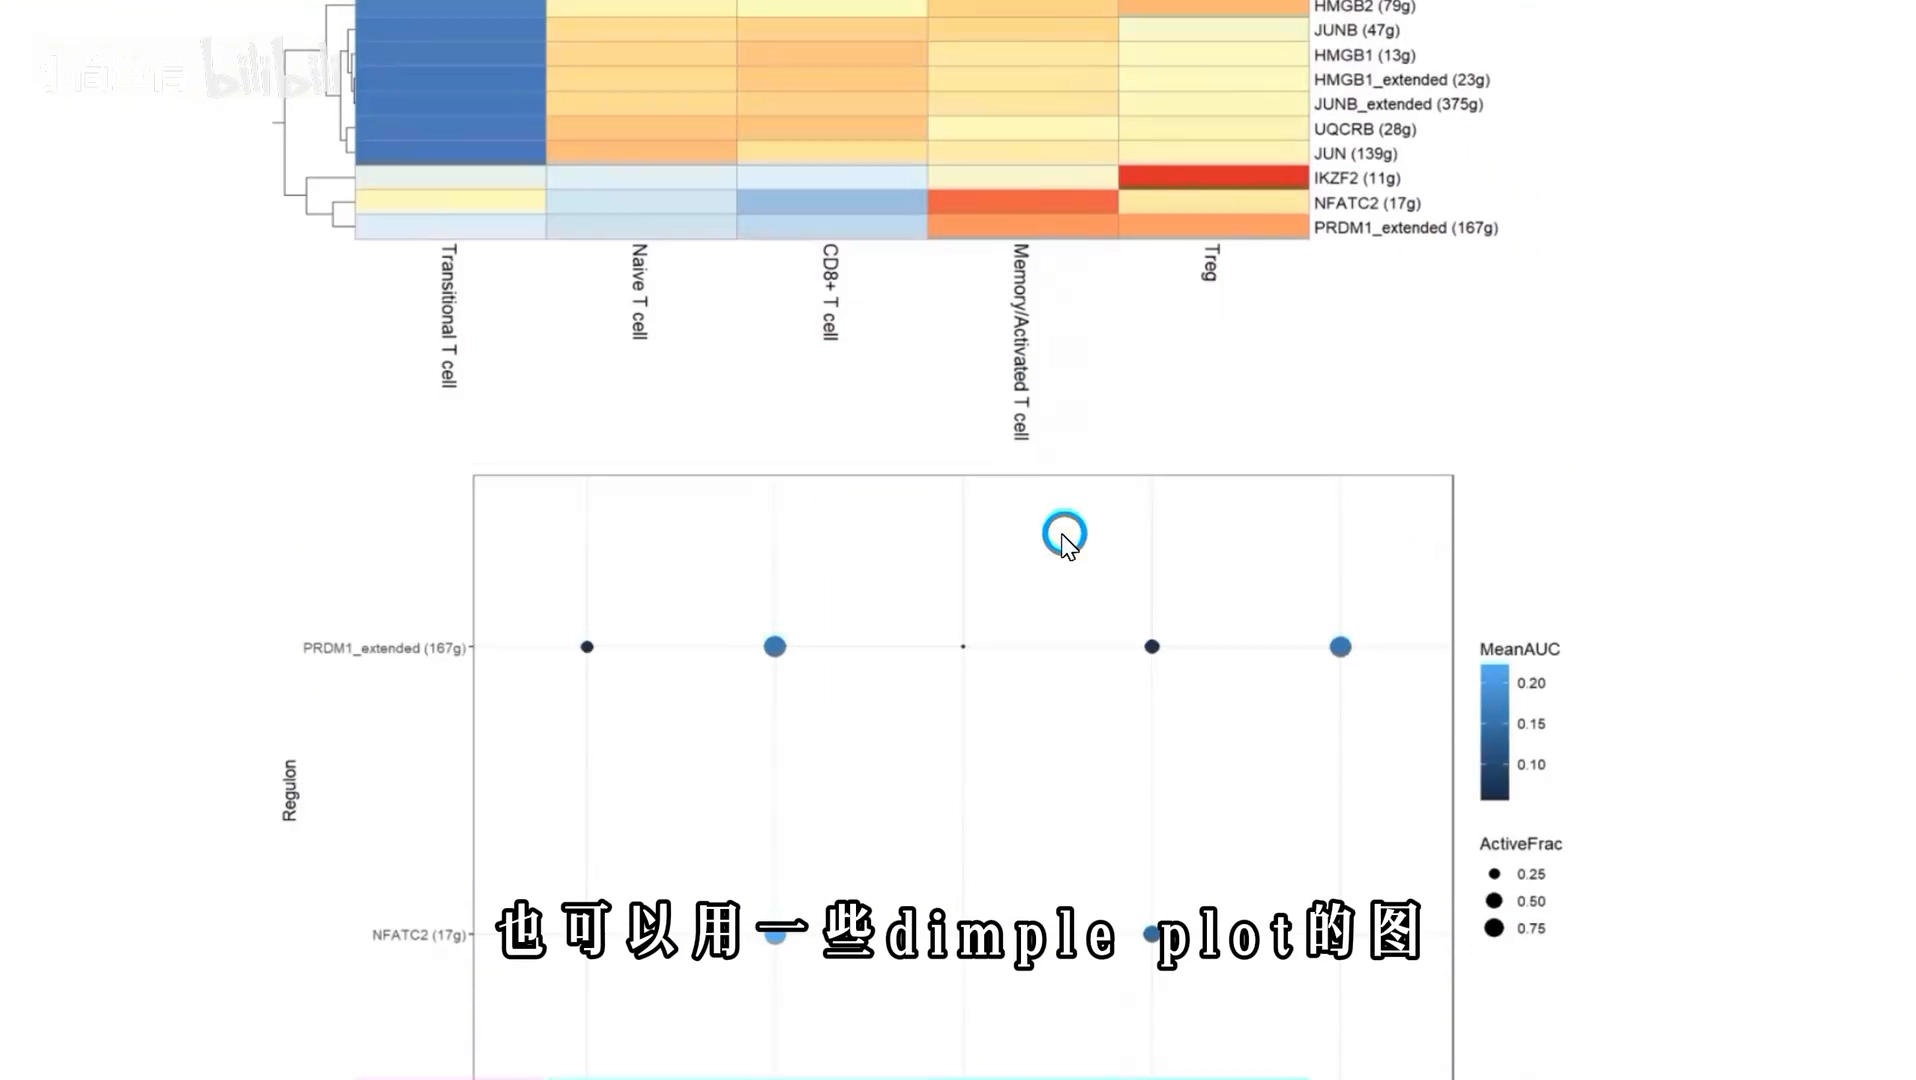 HMGB2 (79g)
JUNB (47g)
HMGB1 (13g)
HMGB1_extended (23g)
JUNB_extended (375g)
UQCRB (28g)
JUN (139g)
IKZF2 (11g)
NFATC2 (17g)
PRDM1_extended (167g)
Transitional T cell
Naive T cell
CD8+ T cell
Memory/Activated T cell
Treg
bilibili
PRDM1_extended (167g)
NFATC2 (17g)
Regulon
MeanAUC
0.20
0.15
0.10
ActiveFrac
0.25
0.50
0.75
也可以用一些dimple plot的图